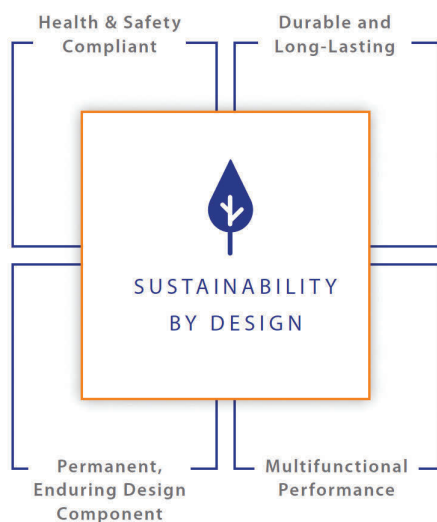 Health & Safety
Compliant
Durable and
Long-Lasting
SUSTAINABILITY
BY DESIGN
Permanent,
Enduring Design
Component
Multifunctional
Performance